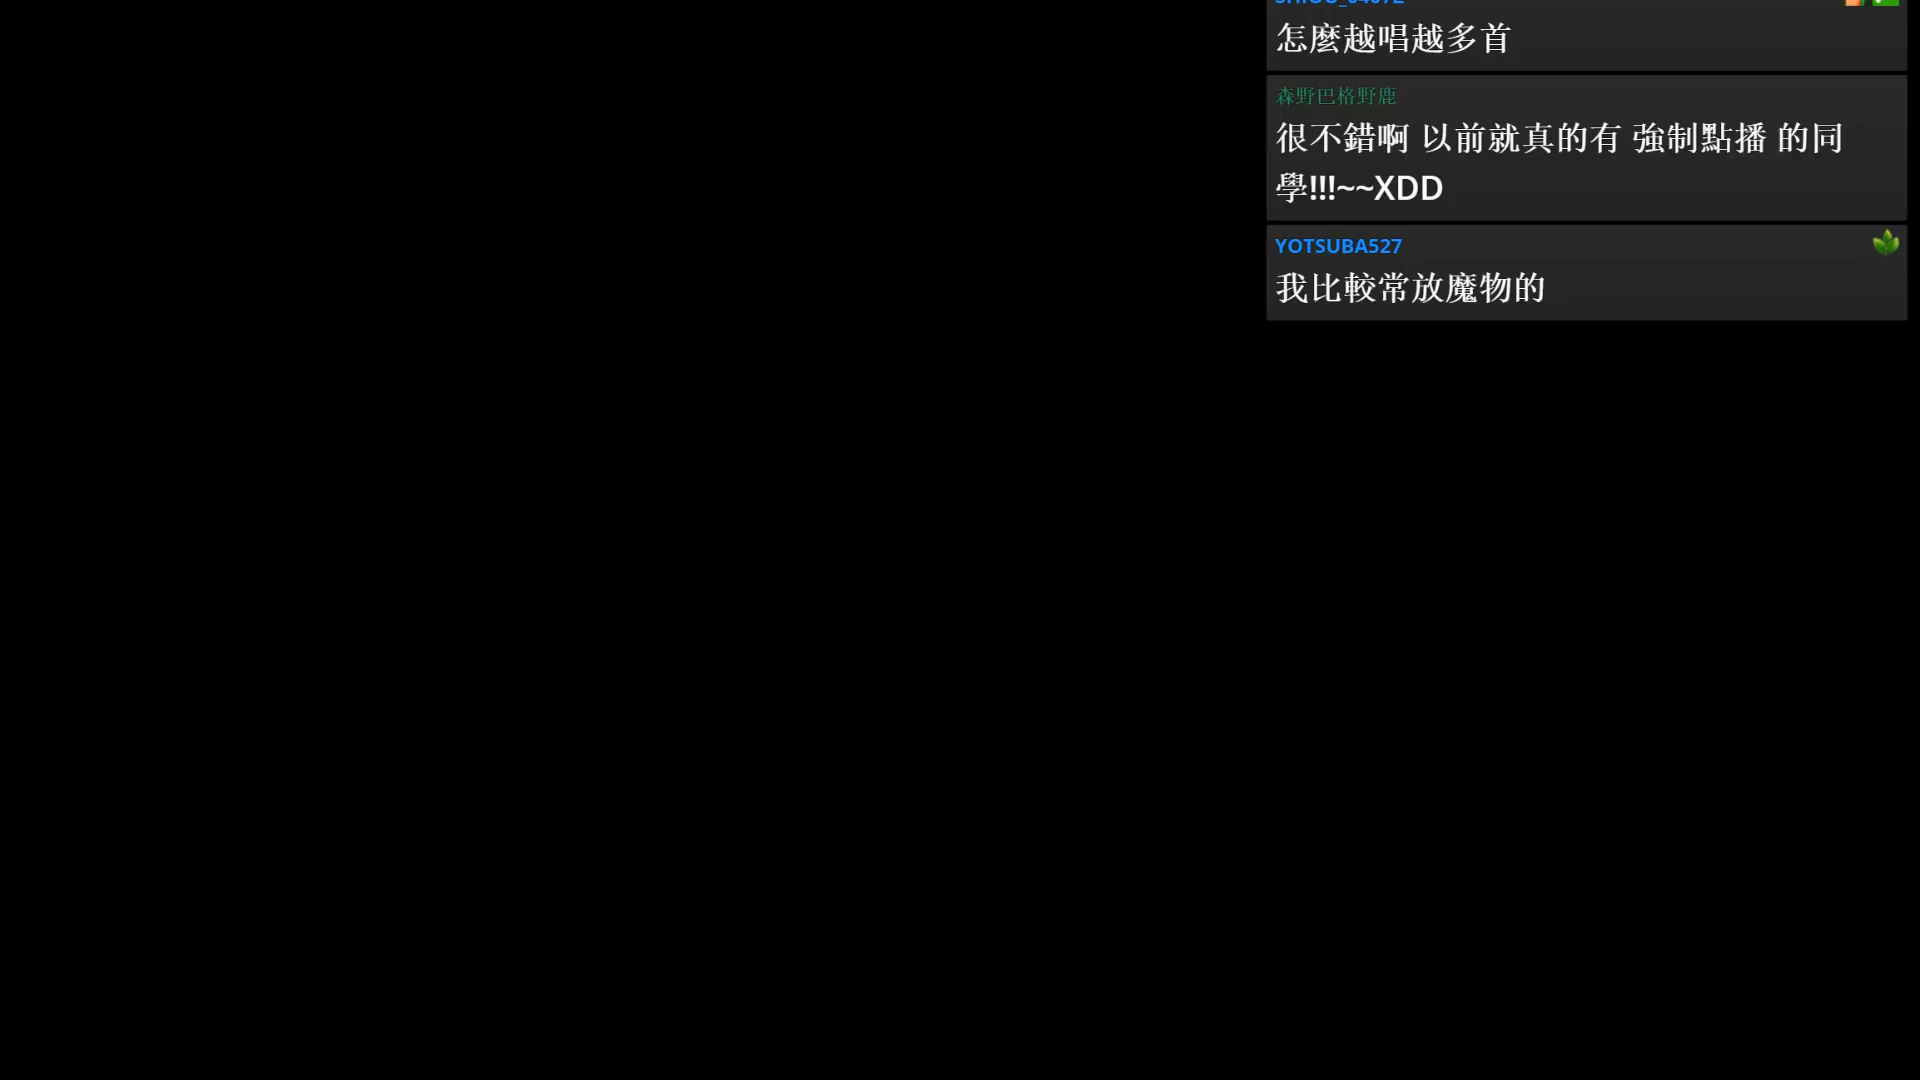 怎麼越唱越多首
森野巴格野鹿
很不錯啊 以前就真的有 強制點播 的同
學!!!~~XDD
YOTSUBA527
我比較常放魔物的